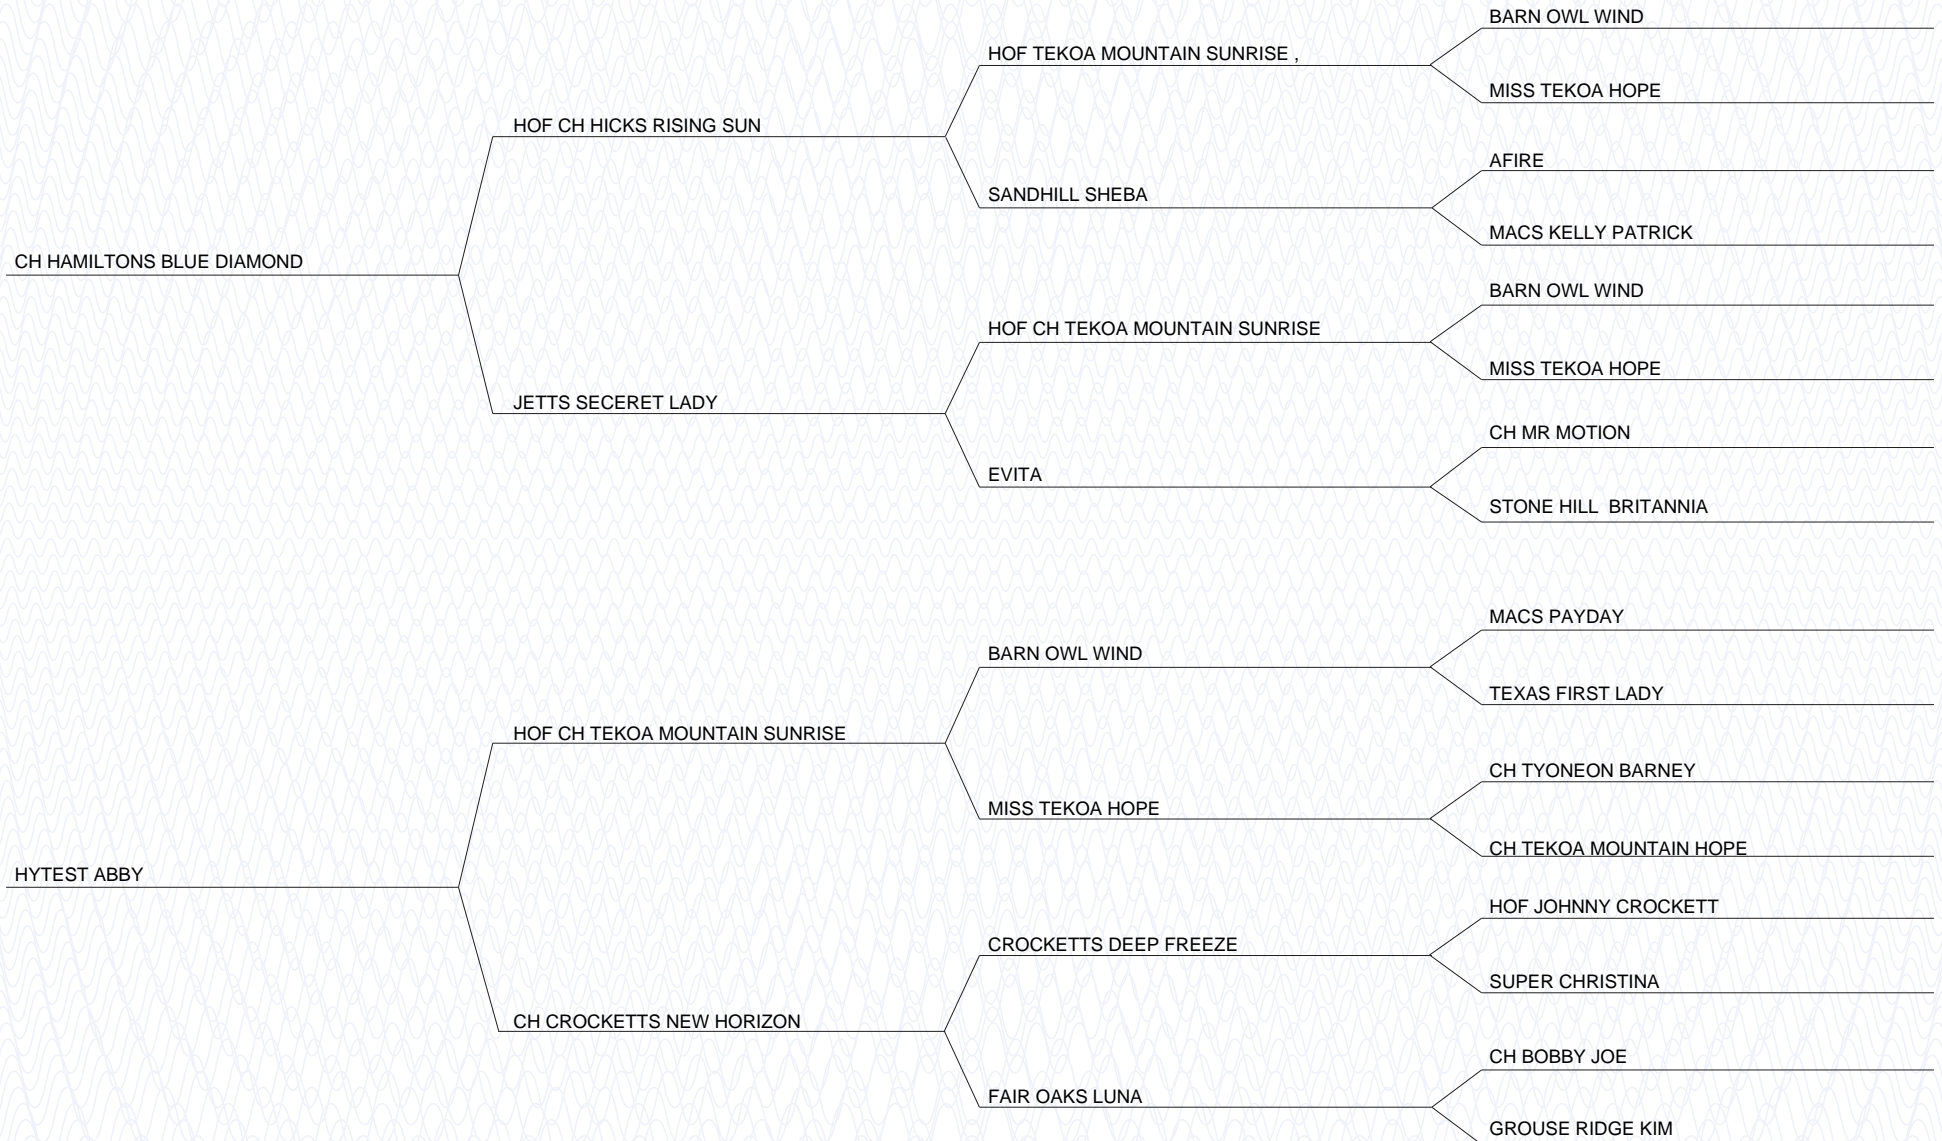 BARN OWL WIND
HOF TEKOA MOUNTAIN SUNRISE ,
MISS TEKOA HOPE
HOF CH HICKS RISING SUN
AFIRE
SANDHILL SHEBA
MACS KELLY PATRICK
CH HAMILTONS BLUE DIAMOND
BARN OWL WIND
HOF CH TEKOA MOUNTAIN SUNRISE
MISS TEKOA HOPE
JETTS SECERET LADY
CH MR MOTION
EVITA
STONE HILL  BRITANNIA
MACS PAYDAY
BARN OWL WIND
TEXAS FIRST LADY
HOF CH TEKOA MOUNTAIN SUNRISE
CH TYONEON BARNEY
MISS TEKOA HOPE
CH TEKOA MOUNTAIN HOPE
HYTEST ABBY
HOF JOHNNY CROCKETT
CROCKETTS DEEP FREEZE
SUPER CHRISTINA
CH CROCKETTS NEW HORIZON
CH BOBBY JOE
FAIR OAKS LUNA
GROUSE RIDGE KIM